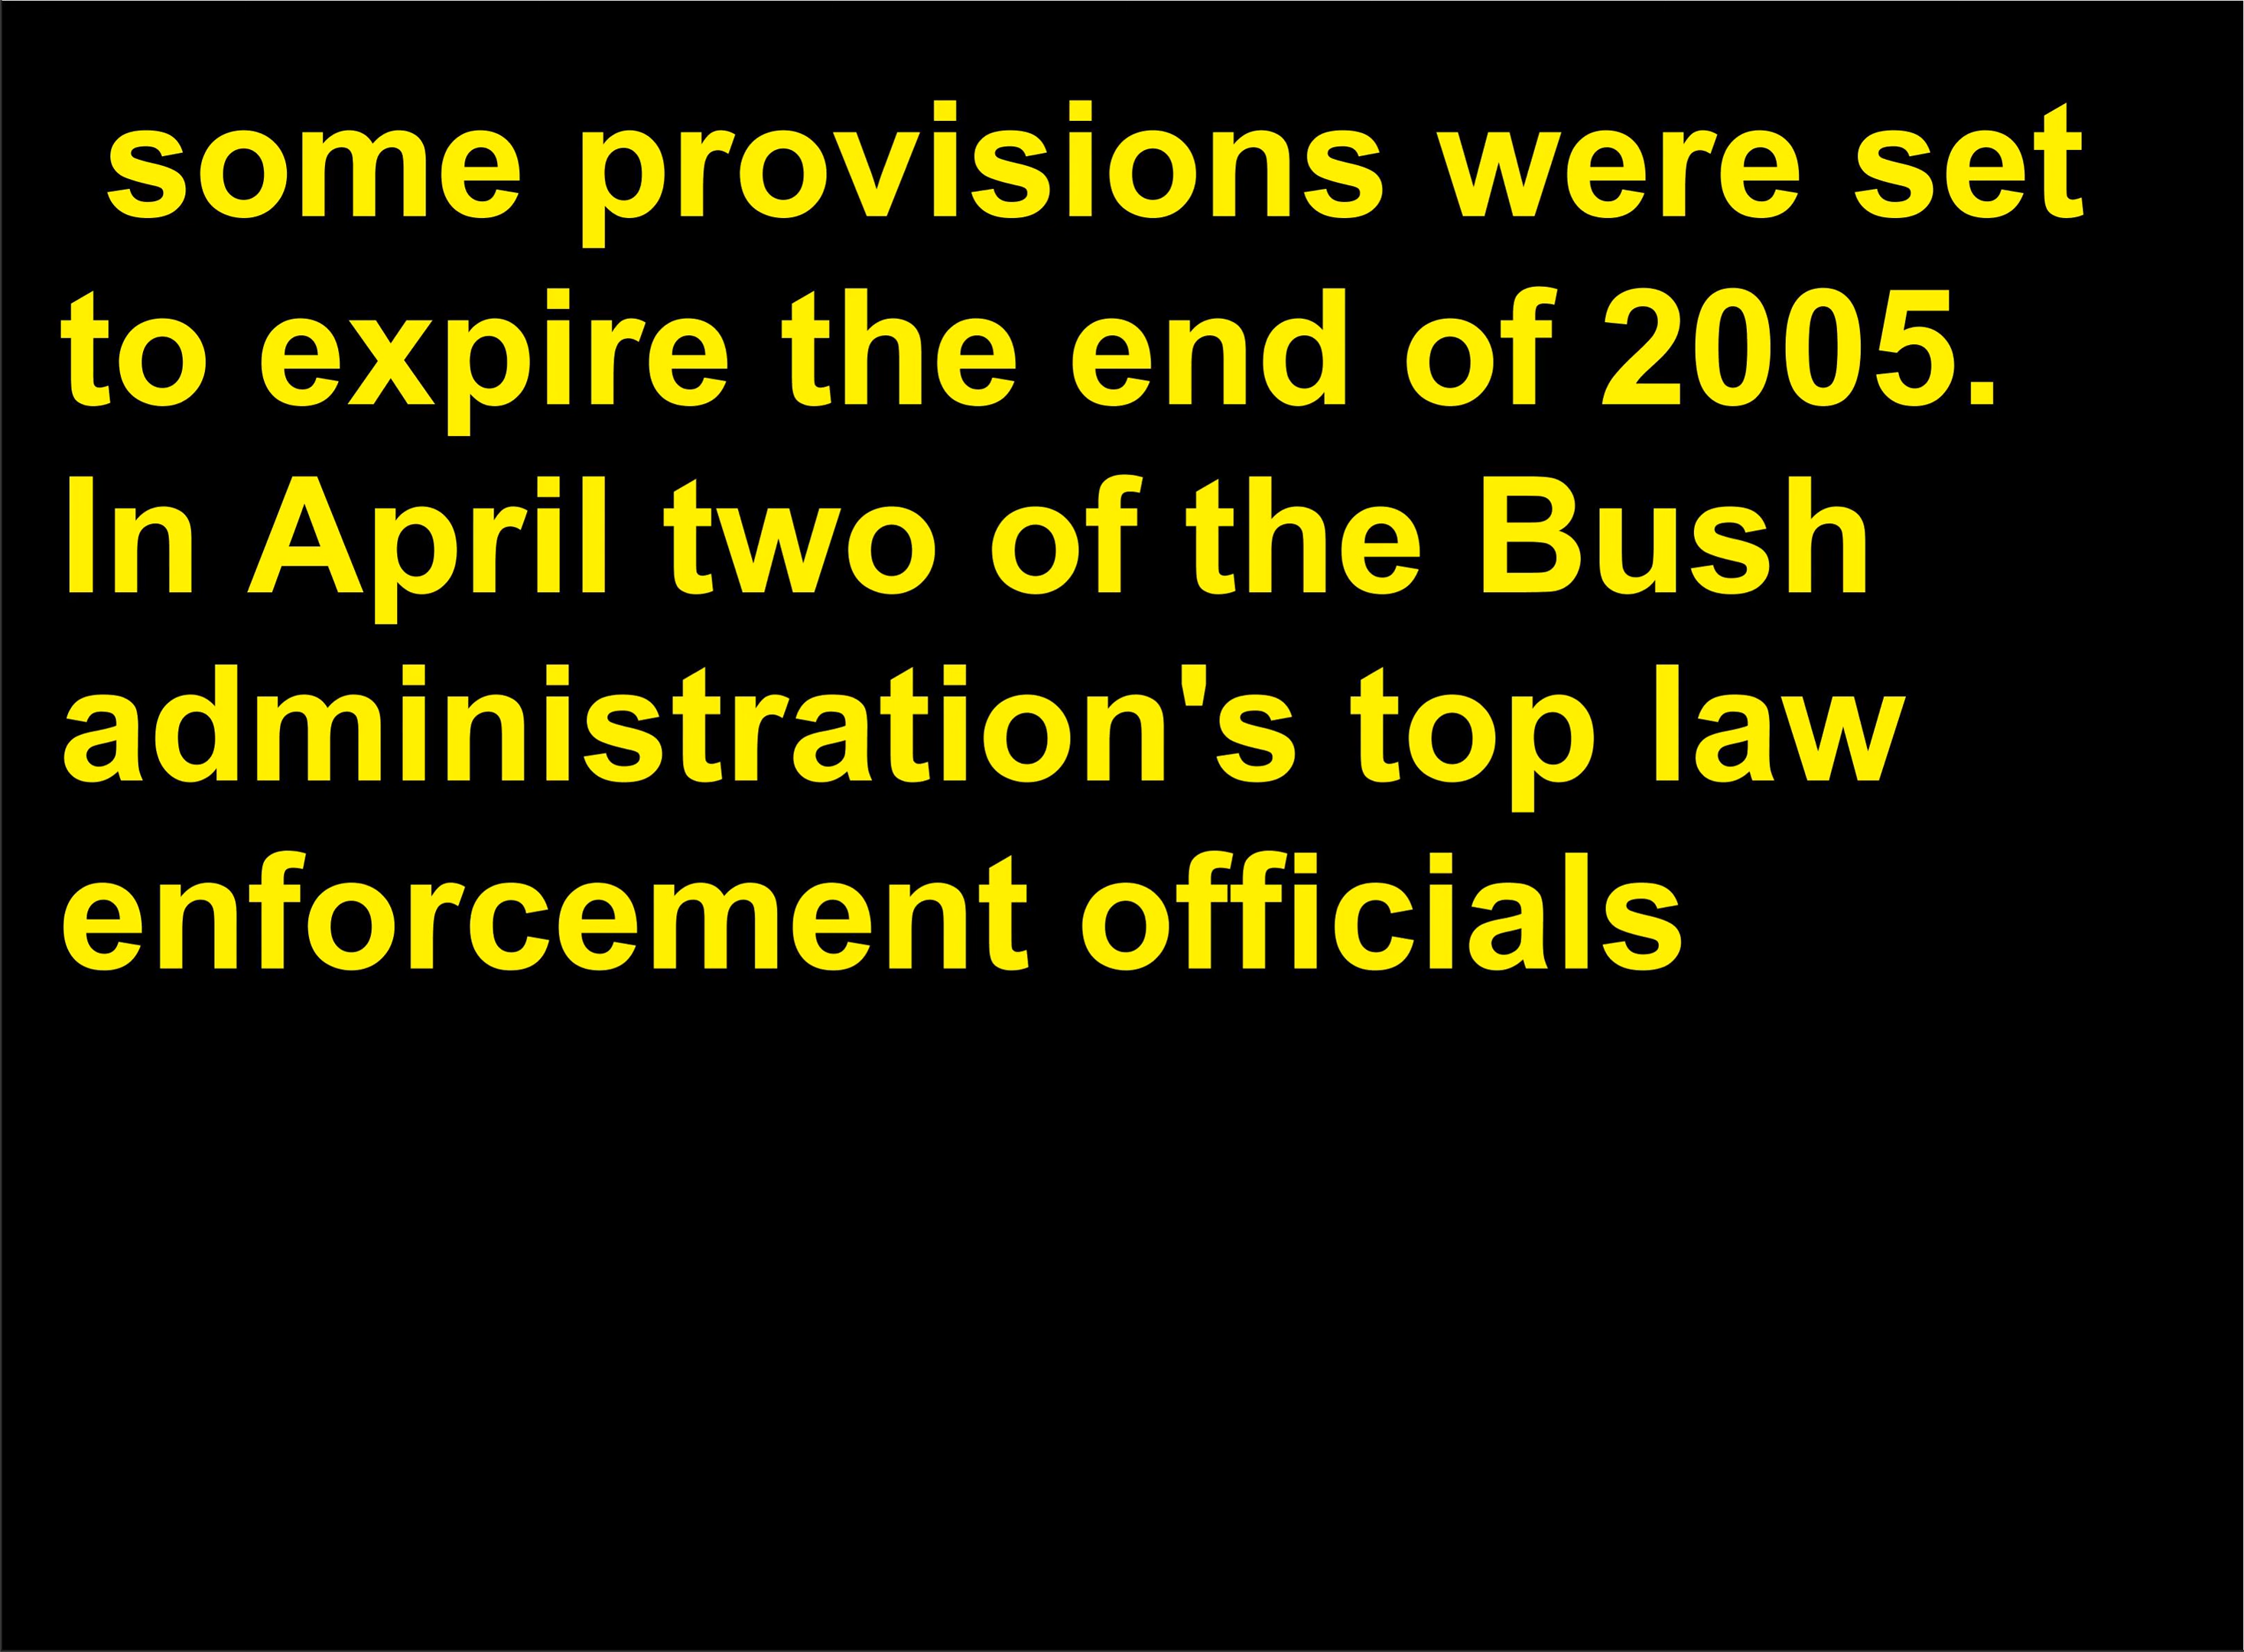 some provisions were set
to expire the end of 2005.
In April two of the Bush
administration's top law
enforcement officials